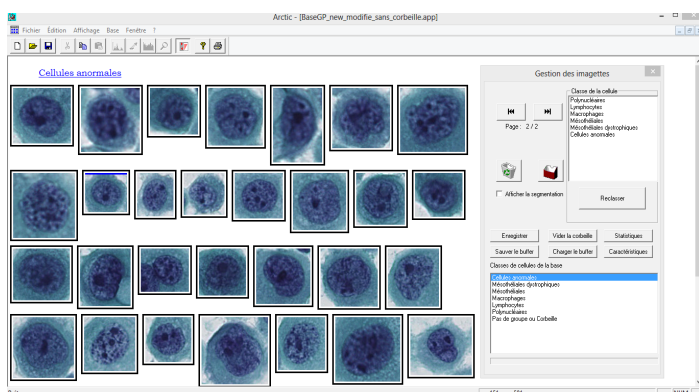 Arctic - [BaseGP_new_modifie_sans_corbeille.app]
Fichier Édition Affichage Base Fenêtre ?
Cellules anormales
Gestion des imagettes
Classe de la cellule
Polynucléaires
Lymphocytes
Macrophages
Mésothéliales
Mésothéliales dystrophiques
Cellules anormales
Page : 2 / 2
Afficher la segmentation
Reclasser
Enregistrer
Vider la corbeille
Statistiques
Sauver le buffer
Charger le buffer
Caractéristiques
Classes de cellules de la base
Cellules anormales
Mésothéliales dystrophiques
Mésothéliales
Macrophages
Lymphocytes
Polynucléaires
Pas de groupe ou Corbeille